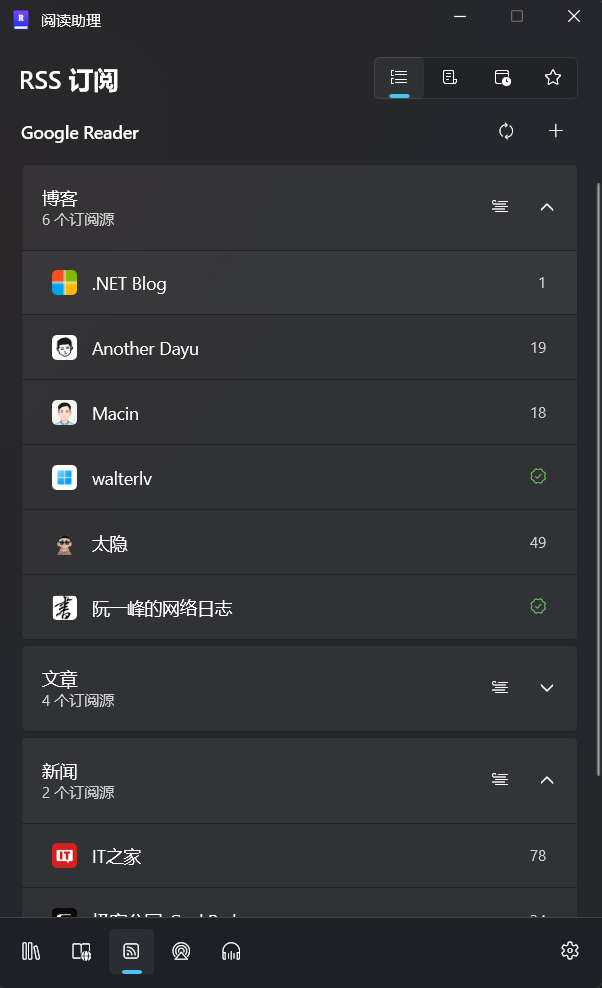 阅读助理
RSS 订阅
Google Reader
博客
6 个订阅源
.NET Blog 1
Another Dayu 19
Macin 18
walterlv
太隐 49
阮一峰的网络日志
文章
4 个订阅源
新闻
2 个订阅源
IT之家 78